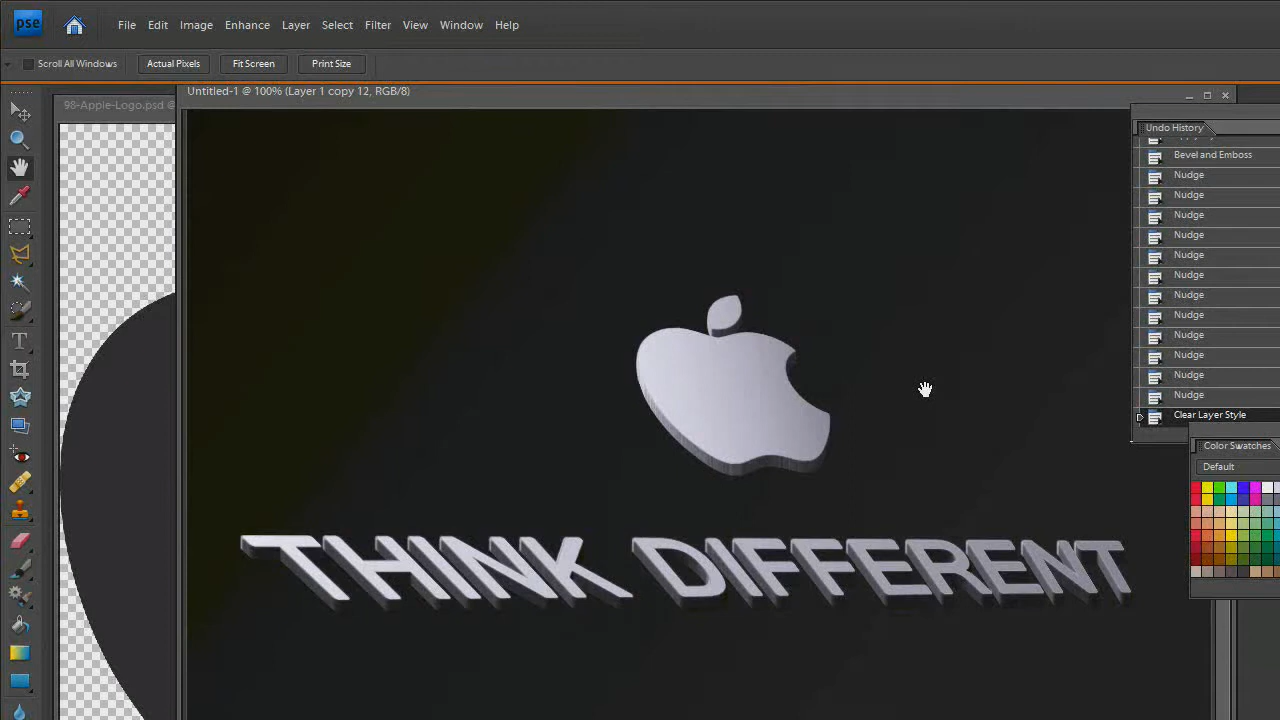 pse
File Edit Image Enhance Layer Select Filter View Window Help
Scroll All Windows Actual Pixels Fit Screen Print Size
Untitled-1 @ 100% (Layer 1 copy 12, RGB/8)
98-Apple-Logo.psd @
Undo History
Bevel and Emboss
Nudge
Nudge
Nudge
Nudge
Nudge
Nudge
Nudge
Nudge
Nudge
Nudge
Nudge
Nudge
Clear Layer Style
Color Swatches
Default
THINK DIFFERENT